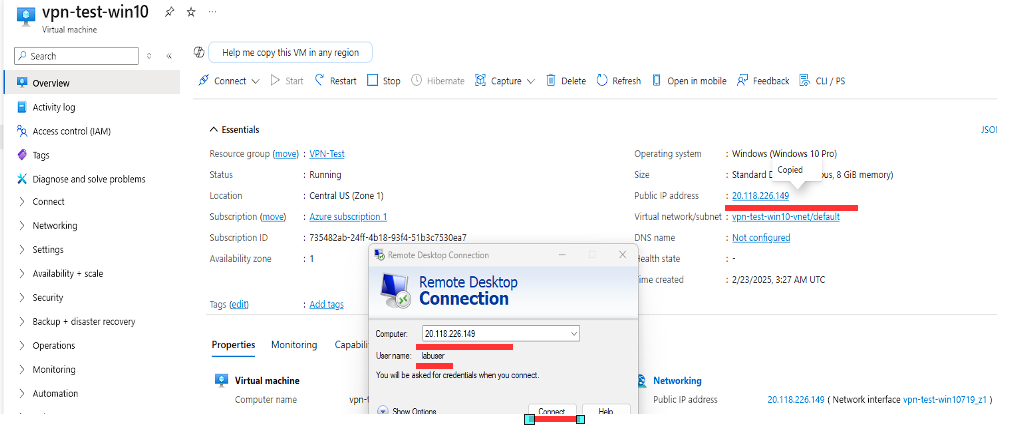 vpn-test-win10
Virtual machine
Search
Help me copy this VM in any region
Connect Start Restart Stop Hibernate Capture Delete Refresh Open in mobile Feedback CLI / PS
Overview
Activity log
Access control (IAM)
Tags
Diagnose and solve problems
Connect
Networking
Settings
Availability + scale
Security
Backup + disaster recovery
Operations
Monitoring
Automation
Essentials
JSO
Resource group (move) : VPN-Test
Status : Running
Location : Central US (Zone 1)
Subscription (move) : Azure subscription 1
Subscription ID : 735482ab-24ff-4b18-93f4-51b3c7530ea7
Availability zone : 1
Tags (edit) : Add tags
Operating system : Windows (Windows 10 Pro)
Size : Standard us, 8 GiB memory)
Copied
Public IP address : 20.118.226.149
Virtual network/subnet : vpn-test-win10-vnet/default
DNS name : Not configured
ealth state : -
ime created : 2/23/2025, 3:27 AM UTC
Properties Monitoring Capabili
Virtual machine
Computer name vpn-t
Networking
Public IP address 20.118.226.149 ( Network interface vpn-test-win10719_z1 )
Remote Desktop Connection
Remote Desktop
Connection
Computer: 20.118.226.149
User name: labuser
You will be asked for credentials when you connect.
Show Options Connect Help